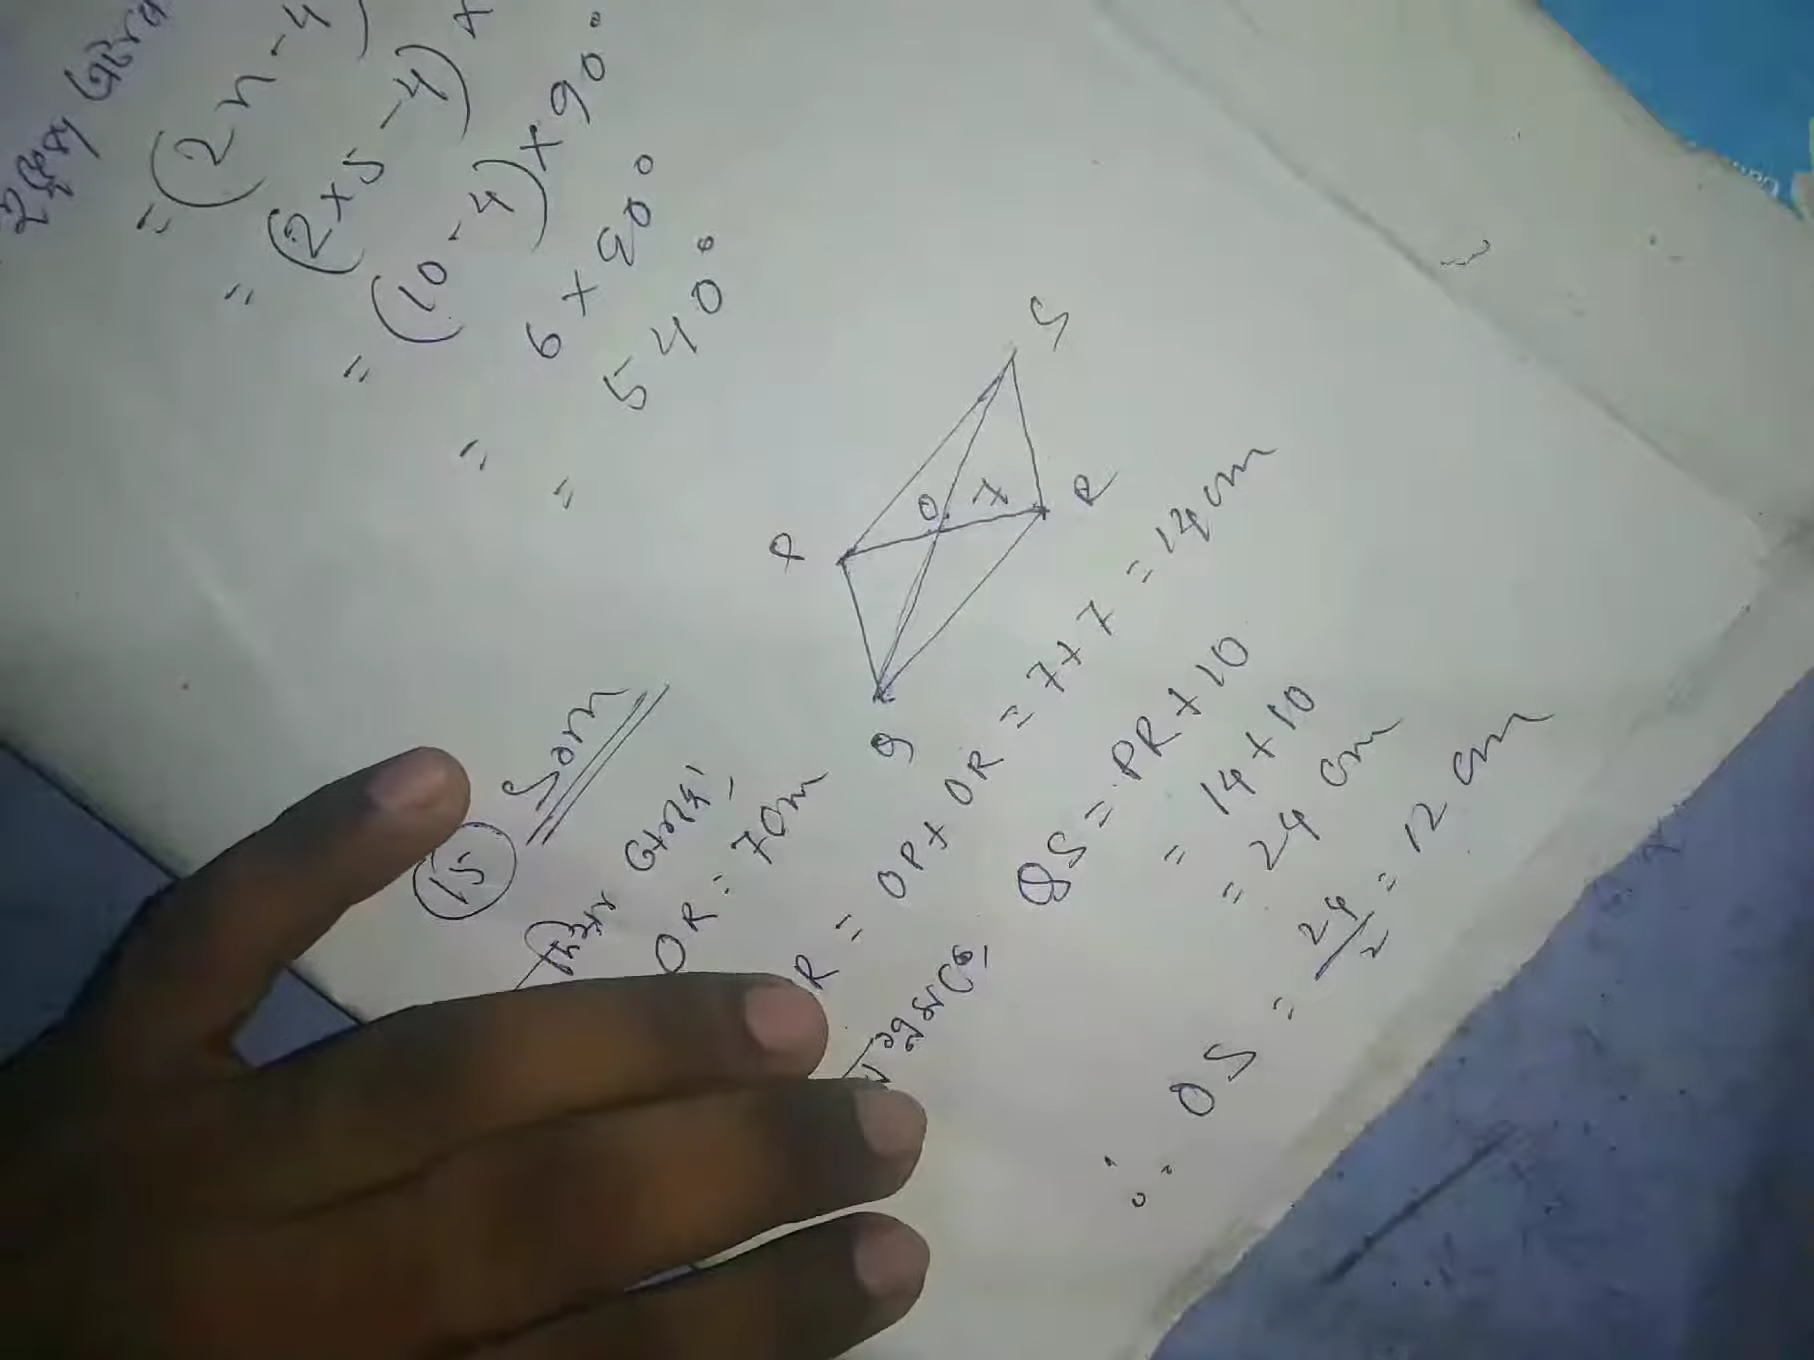 = (2n-4)
= (2×5-4)×
= (10-4)×90°
= 6×90°
= 540°
S
O 7 R
P
Q
15 Som
OR = 7cm
R = OP+OR = 7+7 = 14cm
QS = PR+10
= 14+10
= 24 cm
∴ OS = 24/2 = 12 cm